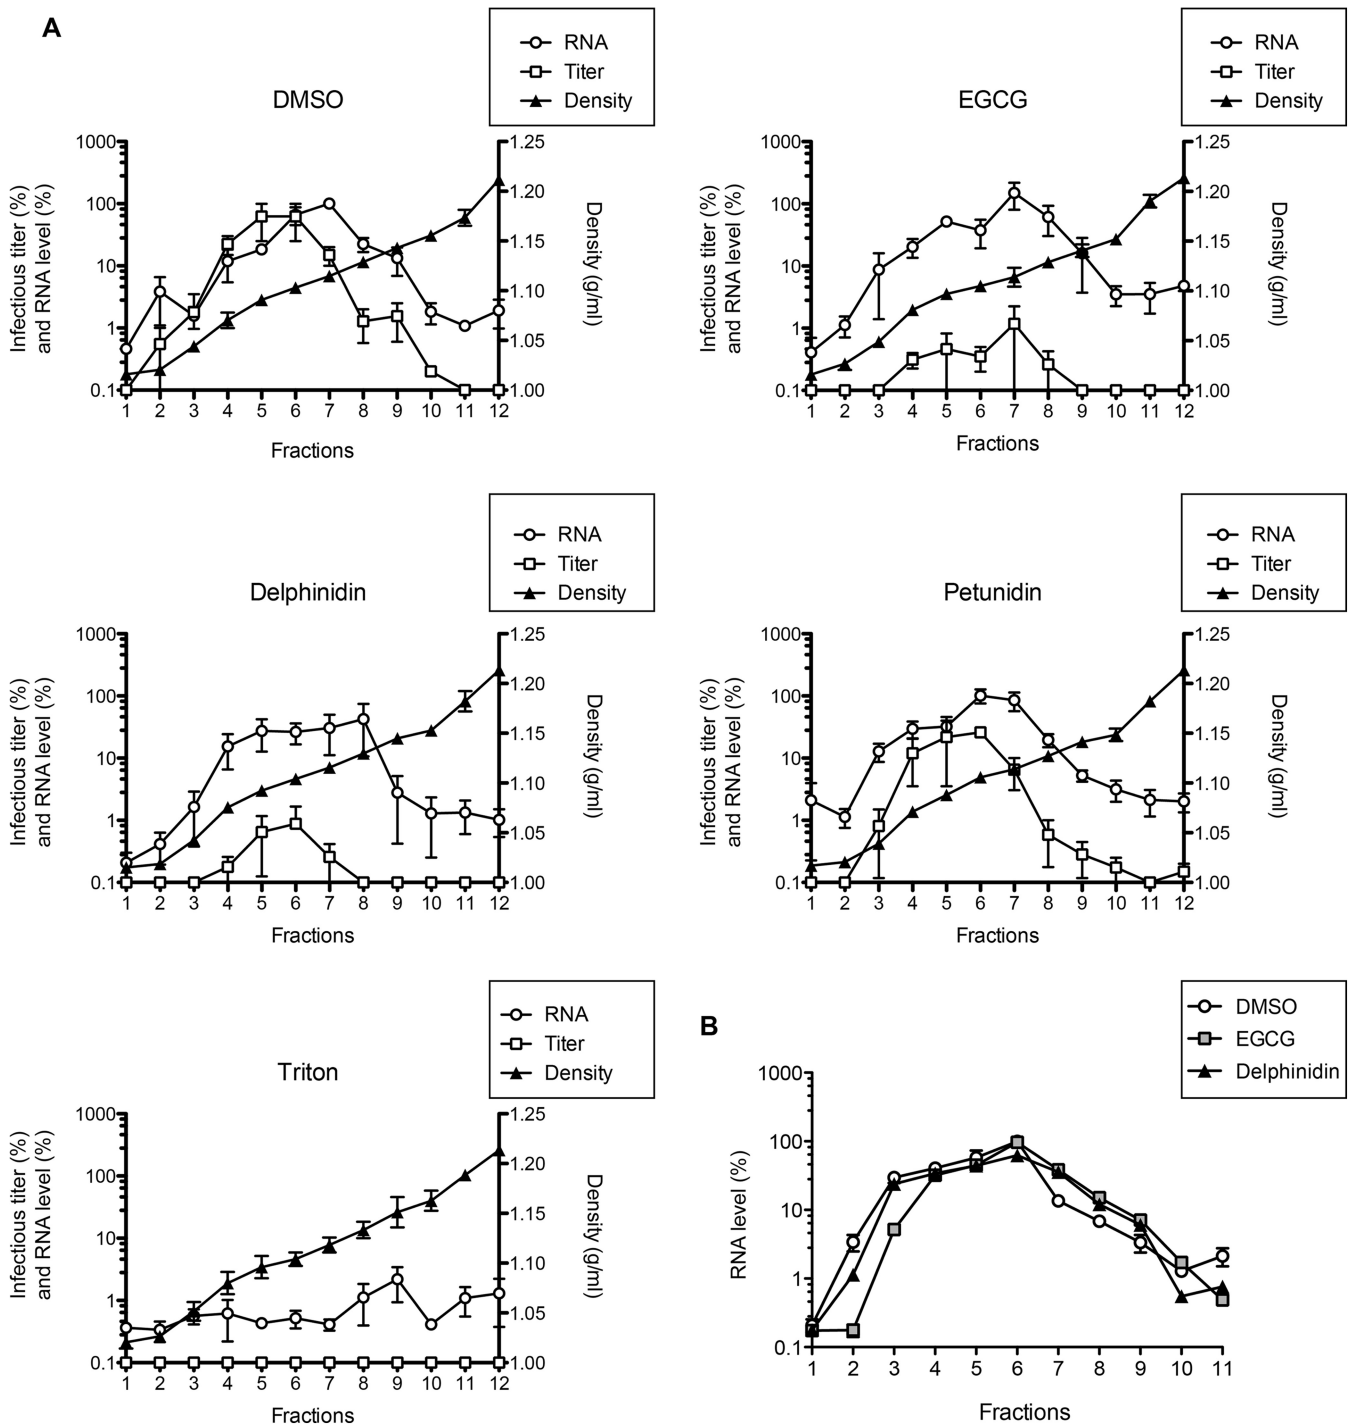 A
RNA
Titer
Density
DMSO
1000
100
10
1
0.1
Infectious titer (%)
and RNA level (%)
1.25
1.20
1.15
1.10
1.05
1.00
Density (g/ml)
1 2 3 4 5 6 7 8 9 10 11 12
Fractions
RNA
Titer
Density
EGCG
1000
100
10
1
0.1
Infectious titer (%)
and RNA level (%)
1.25
1.20
1.15
1.10
1.05
1.00
Density (g/ml)
1 2 3 4 5 6 7 8 9 10 11 12
Fractions
RNA
Titer
Density
Delphinidin
1000
100
10
1
0.1
Infectious titer (%)
and RNA level (%)
1.25
1.20
1.15
1.10
1.05
1.00
Density (g/ml)
1 2 3 4 5 6 7 8 9 10 11 12
Fractions
RNA
Titer
Density
Petunidin
1000
100
10
1
0.1
Infectious titer (%)
and RNA level (%)
1.25
1.20
1.15
1.10
1.05
1.00
Density (g/ml)
1 2 3 4 5 6 7 8 9 10 11 12
Fractions
RNA
Titer
Density
Triton
1000
100
10
1
0.1
Infectious titer (%)
and RNA level (%)
1.25
1.20
1.15
1.10
1.05
1.00
Density (g/ml)
1 2 3 4 5 6 7 8 9 10 11 12
Fractions
B
DMSO
EGCG
Delphinidin
1000
100
10
1
0.1
RNA level (%)
1 2 3 4 5 6 7 8 9 10 11
Fractions